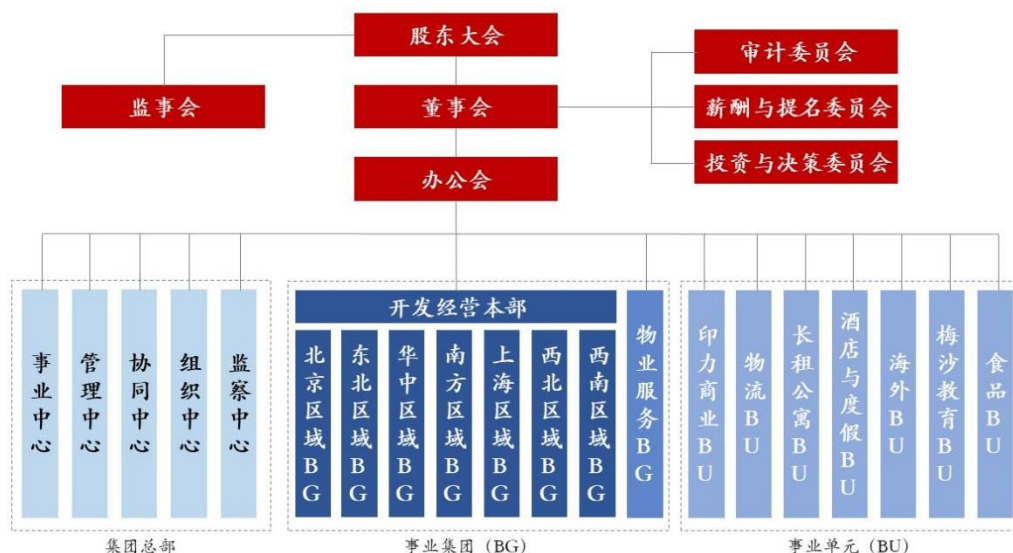 股东大会
审计委员会
监事会
董事会
薪酬与提名委员会
投资与决策委员会
办公会
事业中心
管理中心
协同中心
组织中心
监察中心
开发经营本部
北京区域BG
东北区域BG
华中区域BG
南方区域BG
上海区域BG
西北区域BG
西南区域BG
物业服务BG
印力商业BU
物流BU
长租公寓BU
酒店与度假BU
海外BU
梅沙教育BU
食品BU
集团总部
事业集团（BG）
事业单元（BU）